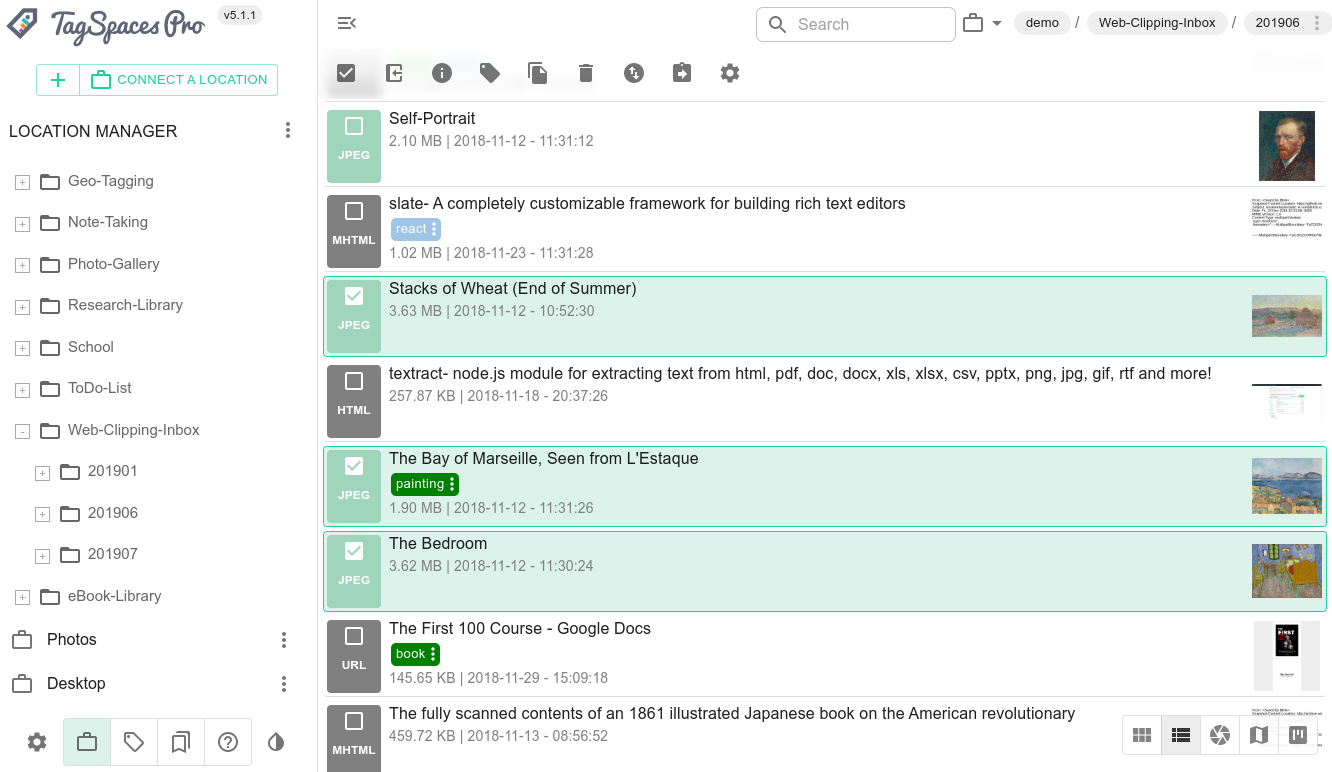 TagSpaces Pro
v5.1.1
CONNECT A LOCATION
LOCATION MANAGER
Geo-Tagging
Note-Taking
Photo-Gallery
Research-Library
School
ToDo-List
Web-Clipping-Inbox
201901
201906
201907
eBook-Library
Photos
Desktop
Search
demo / Web-Clipping-Inbox / 201906
Self-Portrait
JPEG
2.10 MB | 2018-11-12 - 11:31:12
slate- A completely customizable framework for building rich text editors
react
MHTML
1.02 MB | 2018-11-23 - 11:31:28
Stacks of Wheat (End of Summer)
JPEG
3.63 MB | 2018-11-12 - 10:52:30
textract- node.js module for extracting text from html, pdf, doc, docx, xls, xlsx, csv, pptx, png, jpg, gif, rtf and more!
HTML
257.87 KB | 2018-11-18 - 20:37:26
The Bay of Marseille, Seen from L'Estaque
painting
JPEG
1.90 MB | 2018-11-12 - 11:31:26
The Bedroom
JPEG
3.62 MB | 2018-11-12 - 11:30:24
The First 100 Course - Google Docs
book
URL
145.65 KB | 2018-11-29 - 15:09:18
THE
FIRST
The fully scanned contents of an 1861 illustrated Japanese book on the American revolutionary
MHTML
459.72 KB | 2018-11-13 - 08:56:52